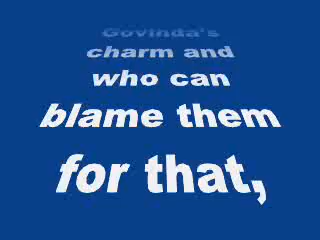 Govinda's
charm and
who can
blame them
for that,